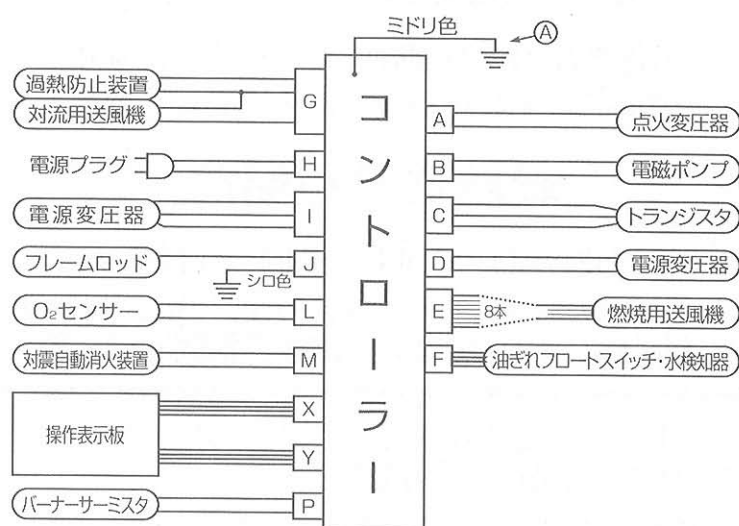 ミドリ色
Ⓐ
過熱防止装置
対流用送風機
G
電源プラグ
H
電源変圧器
I
フレームロッド
J
シロ色
O₂センサー
L
対震自動消火装置
M
操作表示板
X
Y
バーナーサーミスタ
P
コントローラー
A
点火変圧器
B
電磁ポンプ
C
トランジスタ
D
電源変圧器
E
8本
燃焼用送風機
F
油ぎれフロートスイッチ・水検知器